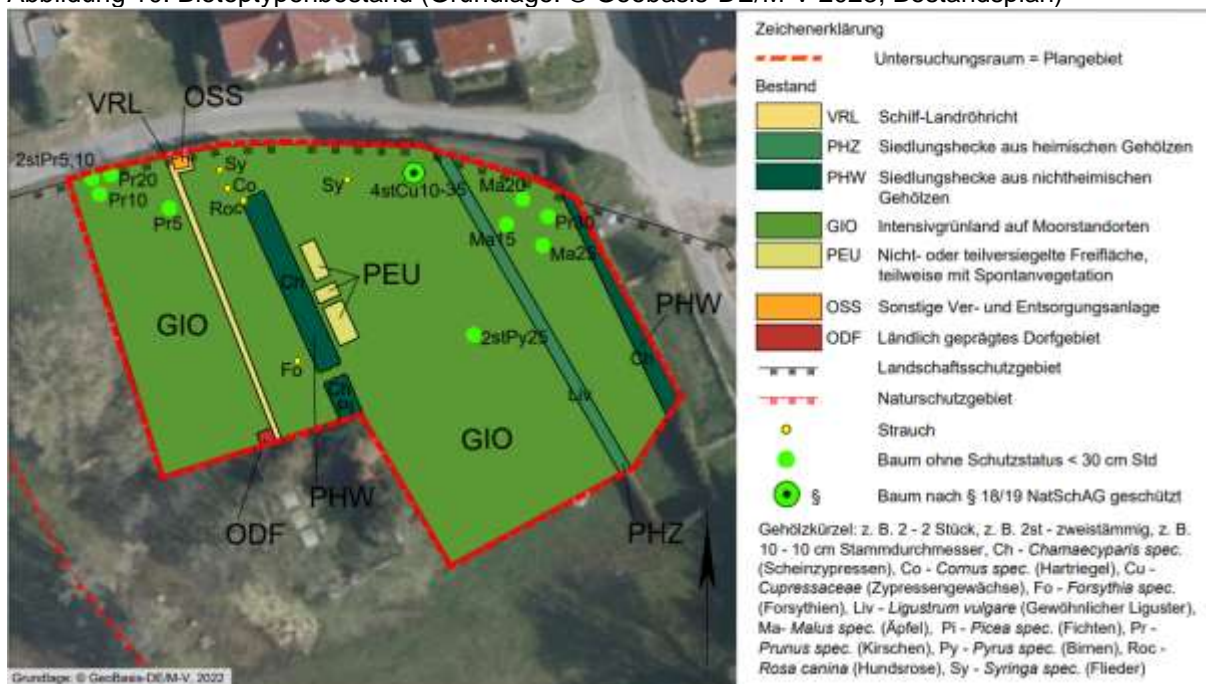 Abbildung 10: Biotoptypenbestand (Grundlage: © Geobasis-DE/M-V 2023, Bestandsplan)
VRL
OSS
2stPr5,10
Pr20
Pr10
Pr5
Sy
Co
Roc
Sy
4stCu10-35
Ma20
Pr30
Ma15
Ma25
PEU
Ch
GIO
PHW
2stPy25
Ch
Fo
Ch
Pi
Liv
GIO
PHW
ODF
PHZ
Grundlage: © GeoBasis-DE/M-V, 2022
Zeichenerklärung
Untersuchungsraum = Plangebiet
Bestand
VRL Schilf-Landröhricht
PHZ Siedlungshecke aus heimischen Gehölzen
PHW Siedlungshecke aus nichtheimischen
Gehölzen
GIO Intensivgrünland auf Moorstandorten
PEU Nicht- oder teilversiegelte Freifläche,
teilweise mit Spontanvegetation
OSS Sonstige Ver- und Entsorgungsanlage
ODF Ländlich geprägtes Dorfgebiet
Landschaftsschutzgebiet
Naturschutzgebiet
Strauch
Baum ohne Schutzstatus < 30 cm Std
§ Baum nach § 18/19 NatSchAG geschützt
Gehölzkürzel: z. B. 2 - 2 Stück, z. B. 2st - zweistämmig, z. B.
10 - 10 cm Stammdurchmesser, Ch - Chamaecyparis spec.
(Scheinzypressen), Co - Cornus spec. (Hartriegel), Cu -
Cupressaceae (Zypressengewächse), Fo - Forsythia spec.
(Forsythien), Liv - Ligustrum vulgare (Gewöhnlicher Liguster),
Ma- Malus spec. (Äpfel), Pi - Picea spec. (Fichten), Pr -
Prunus spec. (Kirschen), Py - Pyrus spec. (Birnen), Roc -
Rosa canina (Hundsrose), Sy - Syringa spec. (Flieder)